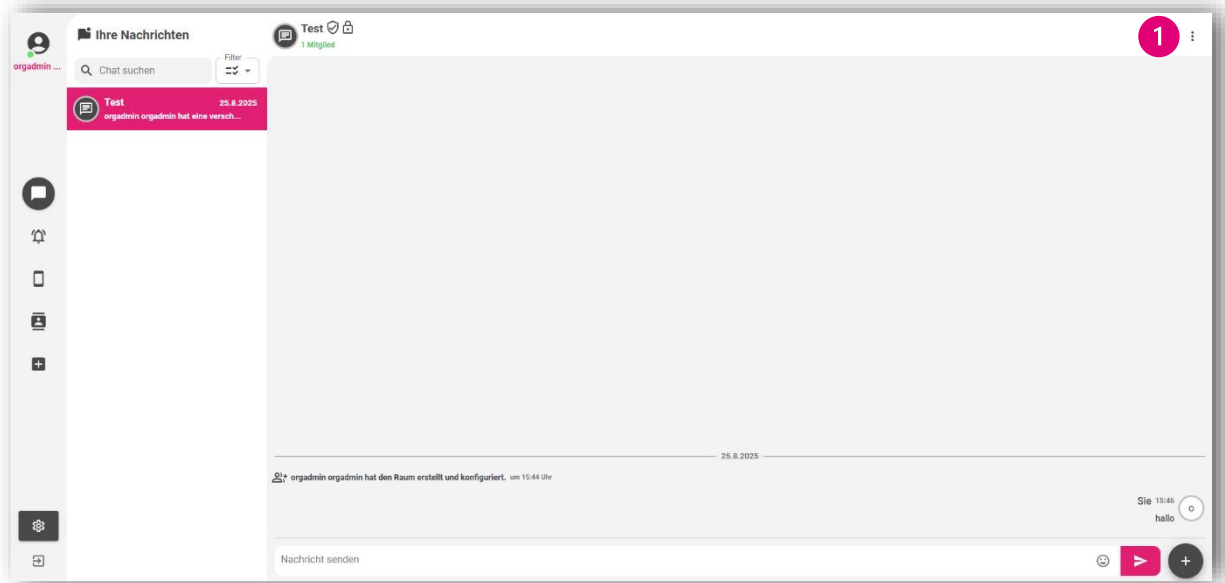 orgadmin ...
Ihre Nachrichten
Chat suchen
Filter
Test 25.8.2025
orgadmin orgadmin hat eine versch...
Test
1 Mitglied
1
25.8.2025
orgadmin orgadmin hat den Raum erstellt und konfiguriert. um 15:44 Uhr
Sie 15:46
hallo
o
Nachricht senden